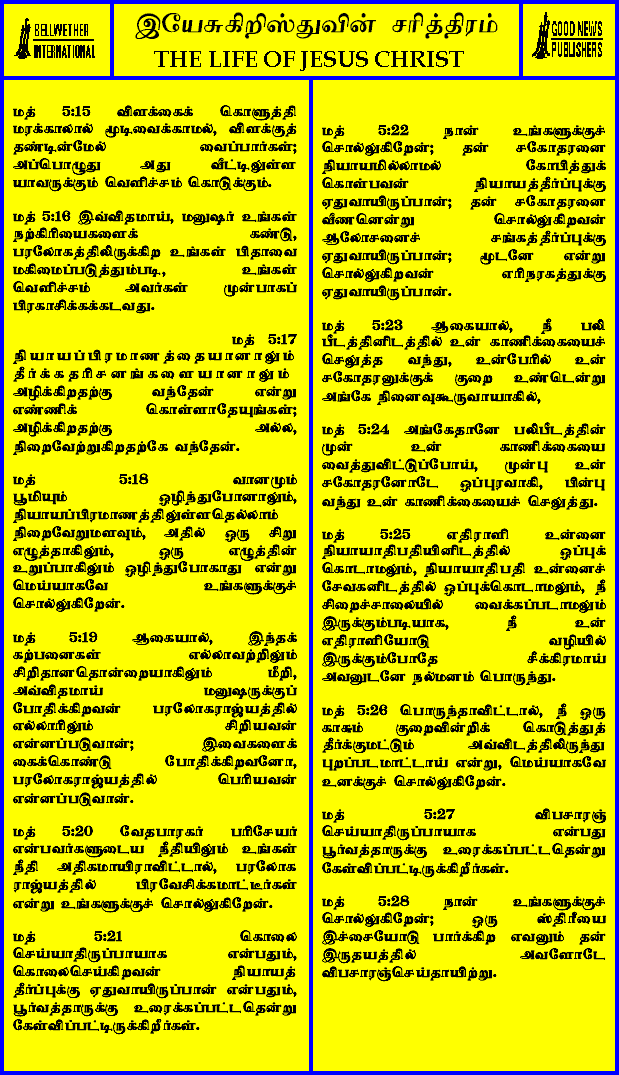 BELLWETHER
INTERNATIONAL
இயேசுகிறிஸ்துவின் சரித்திரம்
THE LIFE OF JESUS CHRIST
GOOD NEWS
PUBLISHERS
மத் 5:15 விளக்கைக் கொளுத்தி
மரக்காலால் மூடிவைக்காமல், விளக்குத்
தண்டின்மேல் வைப்பார்கள்;
அப்பொழுது அது வீட்டிலுள்ள
யாவருக்கும் வெளிச்சம் கொடுக்கும்.
மத் 5:16 இவ்விதமாய், மனுஷர் உங்கள்
நற்கிரியைகளைக் கண்டு,
பரலோகத்திலிருக்கிற உங்கள் பிதாவை
மகிமைப்படுத்தும்படி, உங்கள்
வெளிச்சம் அவர்கள் முன்பாகப்
பிரகாசிக்கக்கடவது.
மத் 5:17
நியாயப்பிரமாணத்தையானாலும்
தீர்க்கதரிசனங்களையானாலும்
அழிக்கிறதற்கு வந்தேன் என்று
எண்ணிக் கொள்ளாதேயுங்கள்;
அழிக்கிறதற்கு அல்ல,
நிறைவேற்றுகிறதற்கே வந்தேன்.
மத் 5:18 வானமும்
பூமியும் ஒழிந்துபோனாலும்,
நியாயப்பிரமாணத்திலுள்ளதெல்லாம்
நிறைவேறுமளவும், அதில் ஒரு சிறு
எழுத்தாகிலும், ஒரு எழுத்தின்
உறுப்பாகிலும் ஒழிந்துபோகாது என்று
மெய்யாகவே உங்களுக்குச்
சொல்லுகிறேன்.
மத் 5:19 ஆகையால், இந்தக்
கற்பனைகள் எல்லாவற்றிலும்
சிறிதானதொன்றையாகிலும் மீறி,
அவ்விதமாய் மனுஷருக்குப்
போதிக்கிறவன் பரலோகராஜ்யத்தில்
எல்லாரிலும் சிறியவன்
என்னப்படுவான்; இவைகளைக்
கைக்கொண்டு போதிக்கிறவனோ,
பரலோகராஜ்யத்தில் பெரியவன்
என்னப்படுவான்.
மத் 5:20 வேதபாரகர் பரிசேயர்
என்பவர்களுடைய நீதியிலும் உங்கள்
நீதி அதிகமாயிராவிட்டால், பரலோக
ராஜ்யத்தில் பிரவேசிக்கமாட்டீர்கள்
என்று உங்களுக்குச் சொல்லுகிறேன்.
மத் 5:21 கொலை
செய்யாதிருப்பாயாக என்பதும்,
கொலைசெய்கிறவன் நியாயத்
தீர்ப்புக்கு ஏதுவாயிருப்பான் என்பதும்,
பூர்வத்தாருக்கு உரைக்கப்பட்டதென்று
கேள்விப்பட்டிருக்கிறீர்கள்.
மத் 5:22 நான் உங்களுக்குச்
சொல்லுகிறேன்; தன் சகோதரனை
நியாயமில்லாமல் கோபித்துக்
கொள்பவன் நியாயத்தீர்ப்புக்கு
ஏதுவாயிருப்பான்; தன் சகோதரனை
வீணனென்று சொல்லுகிறவன்
ஆலோசனைச் சங்கத்தீர்ப்புக்கு
ஏதுவாயிருப்பான்; மூடனே என்று
சொல்லுகிறவன் எரிநரகத்துக்கு
ஏதுவாயிருப்பான்.
மத் 5:23 ஆகையால், நீ பலி
பீடத்தினிடத்தில் உன் காணிக்கையைச்
செலுத்த வந்து, உன்பேரில் உன்
சகோதரனுக்குக் குறை உண்டென்று
அங்கே நினைவுகூருவாயாகில்,
மத் 5:24 அங்கேதானே பலிபீடத்தின்
முன் உன் காணிக்கையை
வைத்துவிட்டுப்போய், முன்பு உன்
சகோதரனோடே ஒப்புரவாகி, பின்பு
வந்து உன் காணிக்கையைச் செலுத்து.
மத் 5:25 எதிராளி உன்னை
நியாயாதிபதியினிடத்தில் ஒப்புக்
கொடாமலும், நியாயாதிபதி உன்னைச்
சேவகனிடத்தில் ஒப்புக்கொடாமலும், நீ
சிறைச்சாலையில் வைக்கப்படாமலும்
இருக்கும்படியாக, நீ உன்
எதிராளியோடு வழியில்
இருக்கும்போதே சீக்கிரமாய்
அவனுடனே நல்மனம் பொருந்து.
மத் 5:26 பொருந்தாவிட்டால், நீ ஒரு
காசும் குறைவின்றிக் கொடுத்துத்
தீர்க்குமட்டும் அவ்விடத்திலிருந்து
புறப்படமாட்டாய் என்று, மெய்யாகவே
உனக்குச் சொல்லுகிறேன்.
மத் 5:27 விபசாரஞ்
செய்யாதிருப்பாயாக என்பது
பூர்வத்தாருக்கு உரைக்கப்பட்டதென்று
கேள்விப்பட்டிருக்கிறீர்கள்.
மத் 5:28 நான் உங்களுக்குச்
சொல்லுகிறேன்; ஒரு ஸ்திரீயை
இச்சையோடு பார்க்கிற எவனும் தன்
இருதயத்தில் அவளோடே
விபசாரஞ்செய்தாயிற்று.